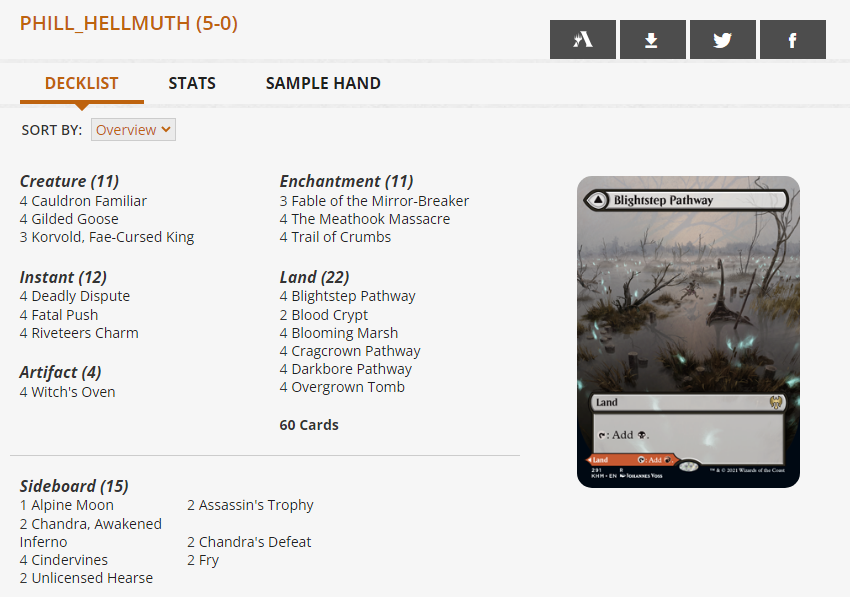 PHILL_HELLMUTH (5-0)
DECKLIST STATS SAMPLE HAND
SORT BY: Overview
Creature (11)
4 Cauldron Familiar
4 Gilded Goose
3 Korvold, Fae-Cursed King
Instant (12)
4 Deadly Dispute
4 Fatal Push
4 Riveteers Charm
Artifact (4)
4 Witch's Oven
Enchantment (11)
3 Fable of the Mirror-Breaker
4 The Meathook Massacre
4 Trail of Crumbs
Land (22)
4 Blightstep Pathway
2 Blood Crypt
4 Blooming Marsh
4 Cragcrown Pathway
4 Darkbore Pathway
4 Overgrown Tomb
60 Cards
Blightstep Pathway
Land
: Add .
Land : Add .
291 R
KHM • EN Johannes Voss
™ & © 2021 Wizards of the Coast
Sideboard (15)
1 Alpine Moon
2 Chandra, Awakened
Inferno
4 Cindervines
2 Unlicensed Hearse
2 Assassin's Trophy
2 Chandra's Defeat
2 Fry